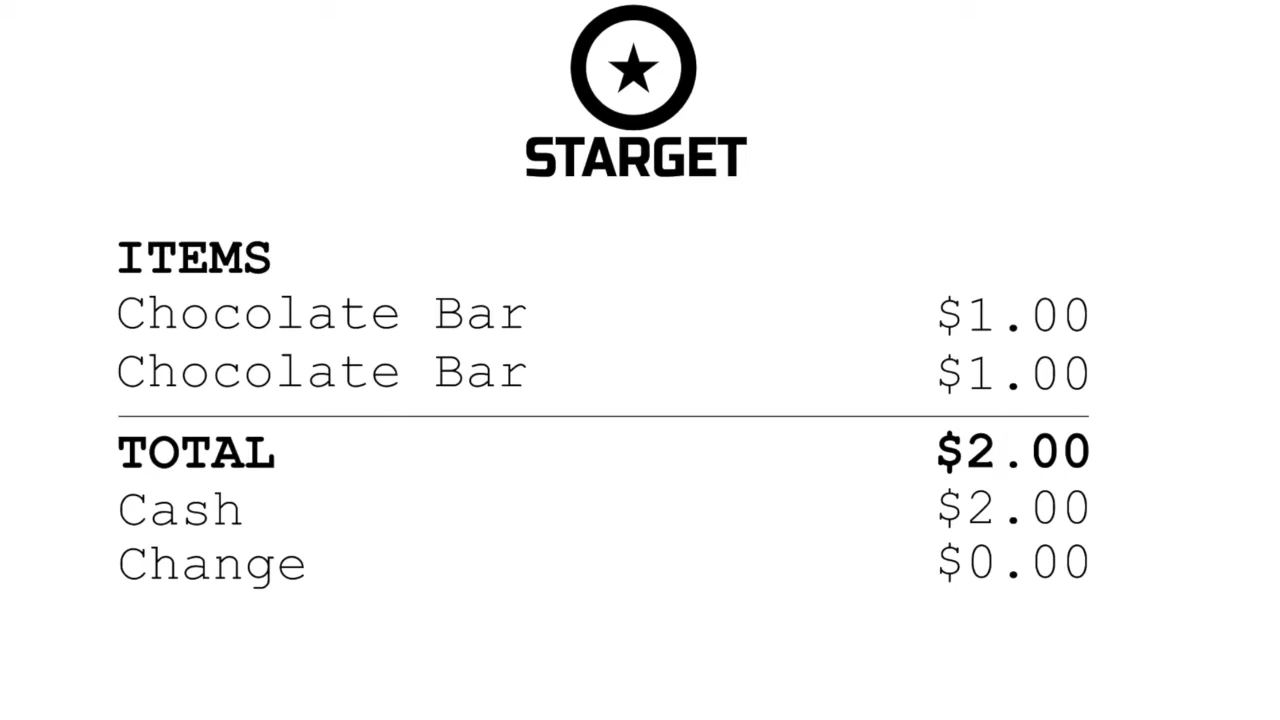 STARGET
ITEMS
Chocolate Bar $1.00
Chocolate Bar $1.00
TOTAL $2.00
Cash $2.00
Change $0.00